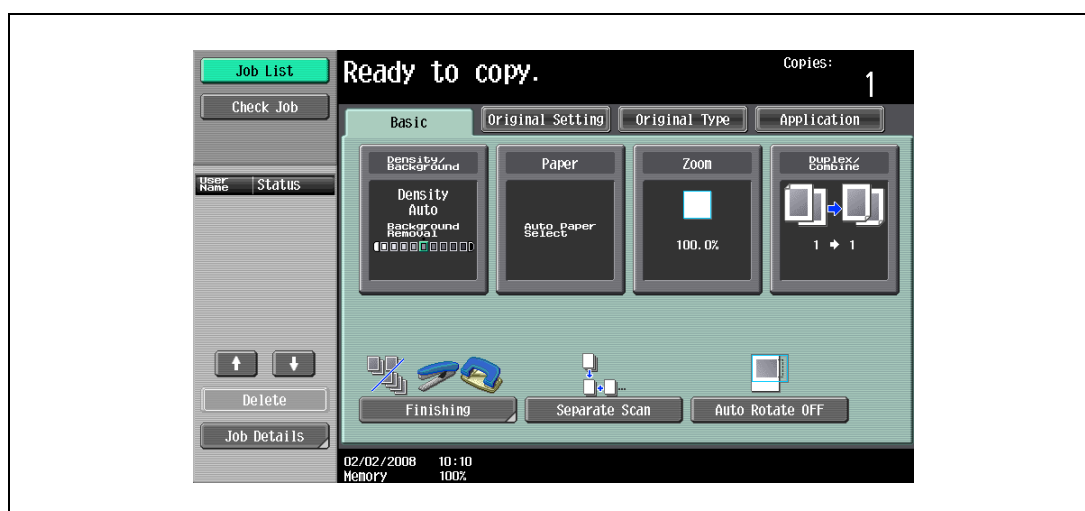 Job List
Check Job
User Name
Status
Delete
Job Details
Ready to copy.
Copies:
1
Basic
Original Setting
Original Type
Application
Density/
Background
Density
Auto
Background
Removal
Paper
Auto Paper
Select
Zoom
100.0%
Duplex/
Combine
1 → 1
Finishing
Separate Scan
Auto Rotate OFF
02/02/2008 10:10
Memory 100%